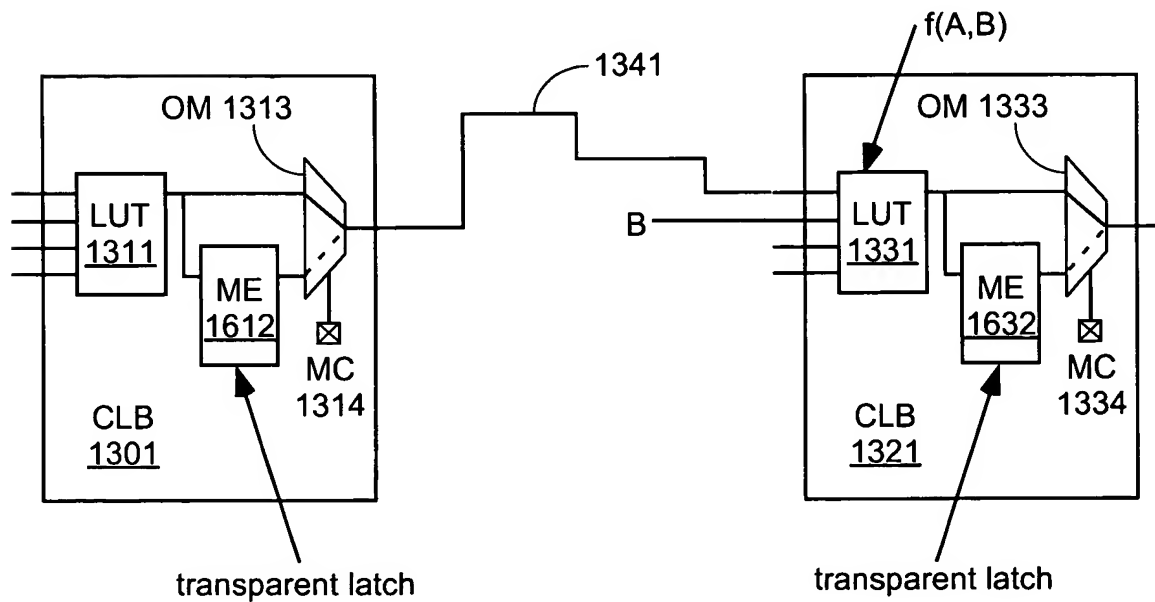 f(A,B)
1341
OM 1313
LUT
1311
ME
1612
MC
1314
CLB
1301
transparent latch
OM 1333
B
LUT
1331
ME
1632
MC
1334
CLB
1321
transparent latch